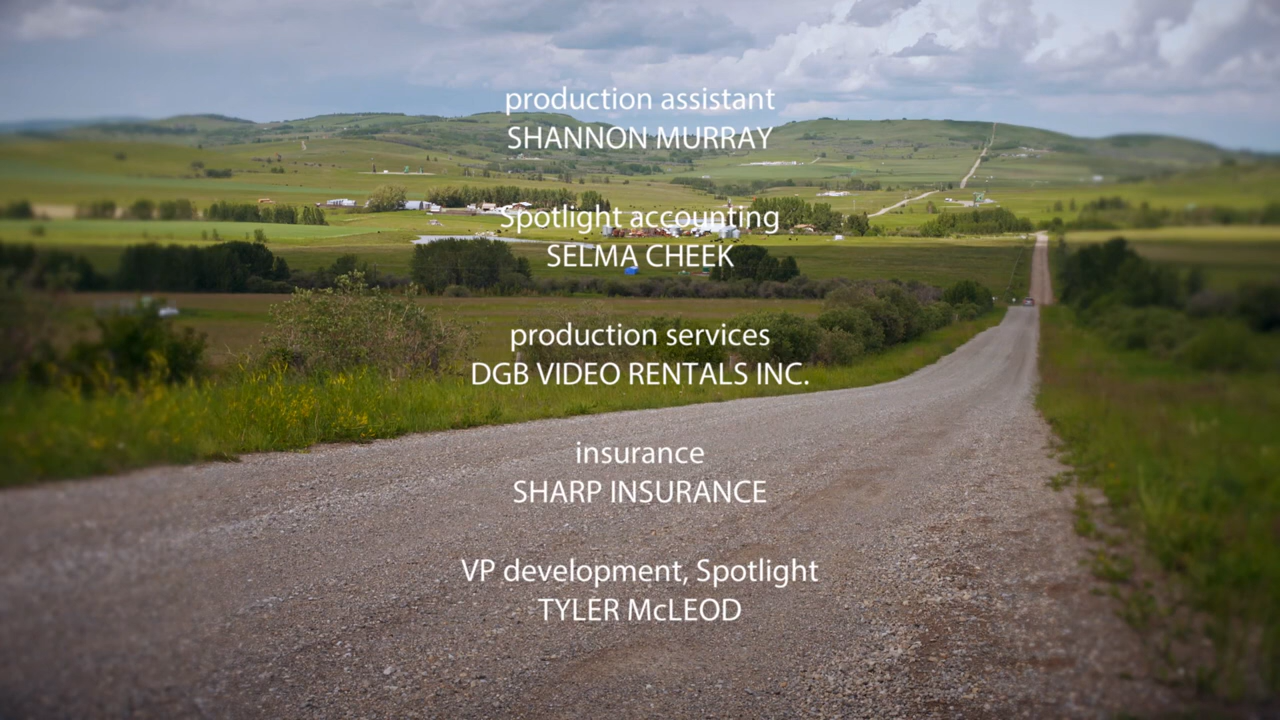 production assistant
SHANNON MURRAY
Spotlight accounting
SELMA CHEEK
production services
DGB VIDEO RENTALS INC.
insurance
SHARP INSURANCE
VP development, Spotlight
TYLER McLEOD